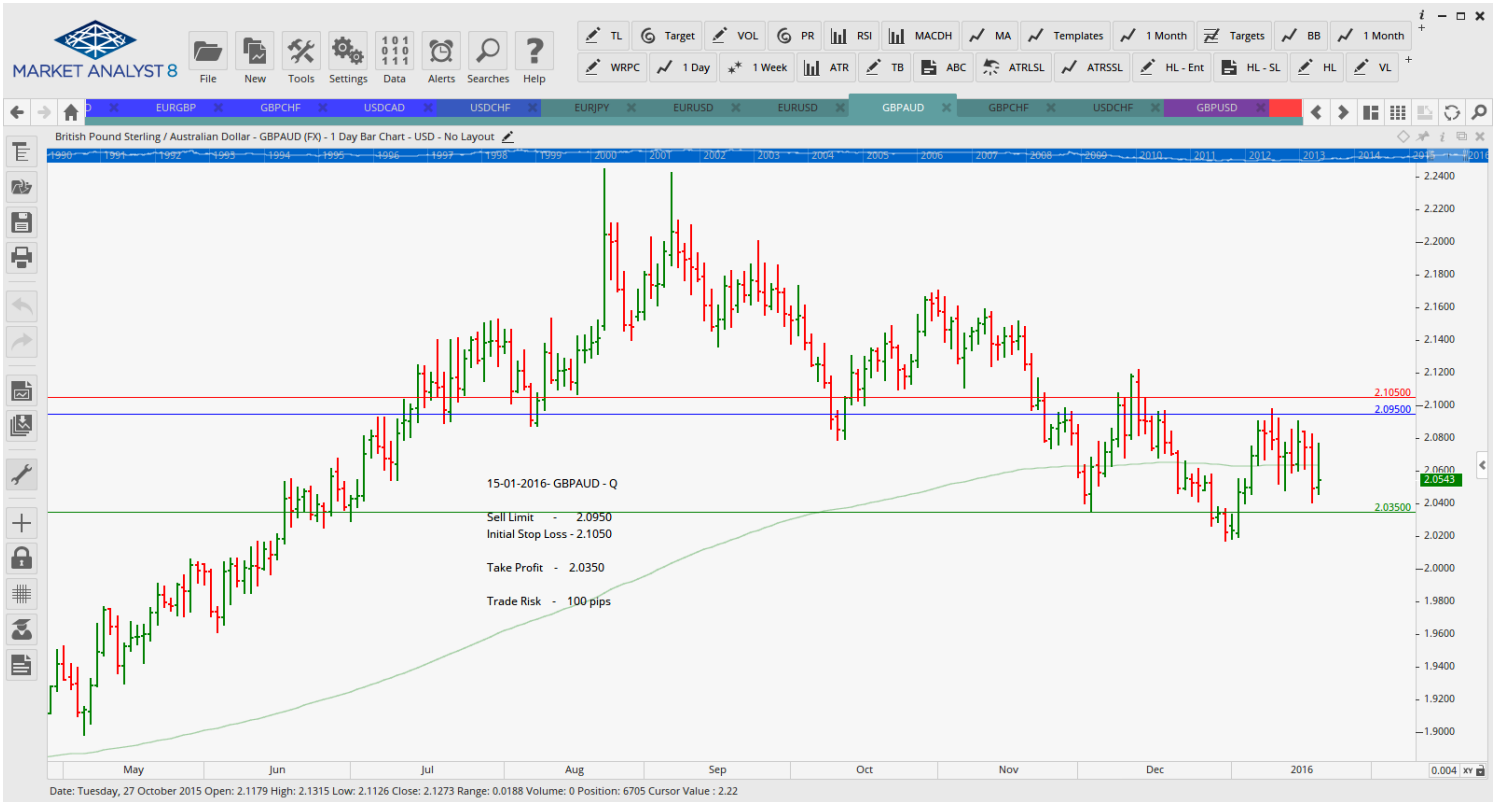 i
TL Target VOL PR RSI MACDH MA Templates 1 Month Targets BB 1 Month
MARKET ANALYST 8
File New Tools Settings Data Alerts Searches Help
WRPC 1 Day 1 Week ATR TB ABC ATRLSL ATRSSL HL - Ent HL - SL HL VL
D EURGBP GBPCHF USDCAD USDCHF EURJPY EURUSD EURUSD GBPAUD GBPCHF USDCHF GBPUSD
British Pound Sterling / Australian Dollar - GBPAUD (FX) - 1 Day Bar Chart - USD - No Layout
1990 1991 1992 1993 1994 1995 1996 1997 1998 1999 2000 2001 2002 2003 2004 2005 2006 2007 2008 2009 2010 2011 2012 2013 2014 2016
2.2400
2.2200
2.2000
2.1800
2.1600
2.1400
2.1200
2.10500
2.1000
2.09500
2.0800
2.0600
2.0543
2.0400
2.03500
2.0200
2.0000
1.9800
1.9600
1.9400
1.9200
1.9000
15-01-2016- GBPAUD - Q
Sell Limit - 2.0950
Initial Stop Loss - 2.1050
Take Profit - 2.0350
Trade Risk - 100 pips
May Jun Jul Aug Sep Oct Nov Dec 2016
0.004 XY
Date: Tuesday, 27 October 2015 Open: 2.1179 High: 2.1315 Low: 2.1126 Close: 2.1273 Range: 0.0188 Volume: 0 Position: 6705 Cursor Value : 2.22